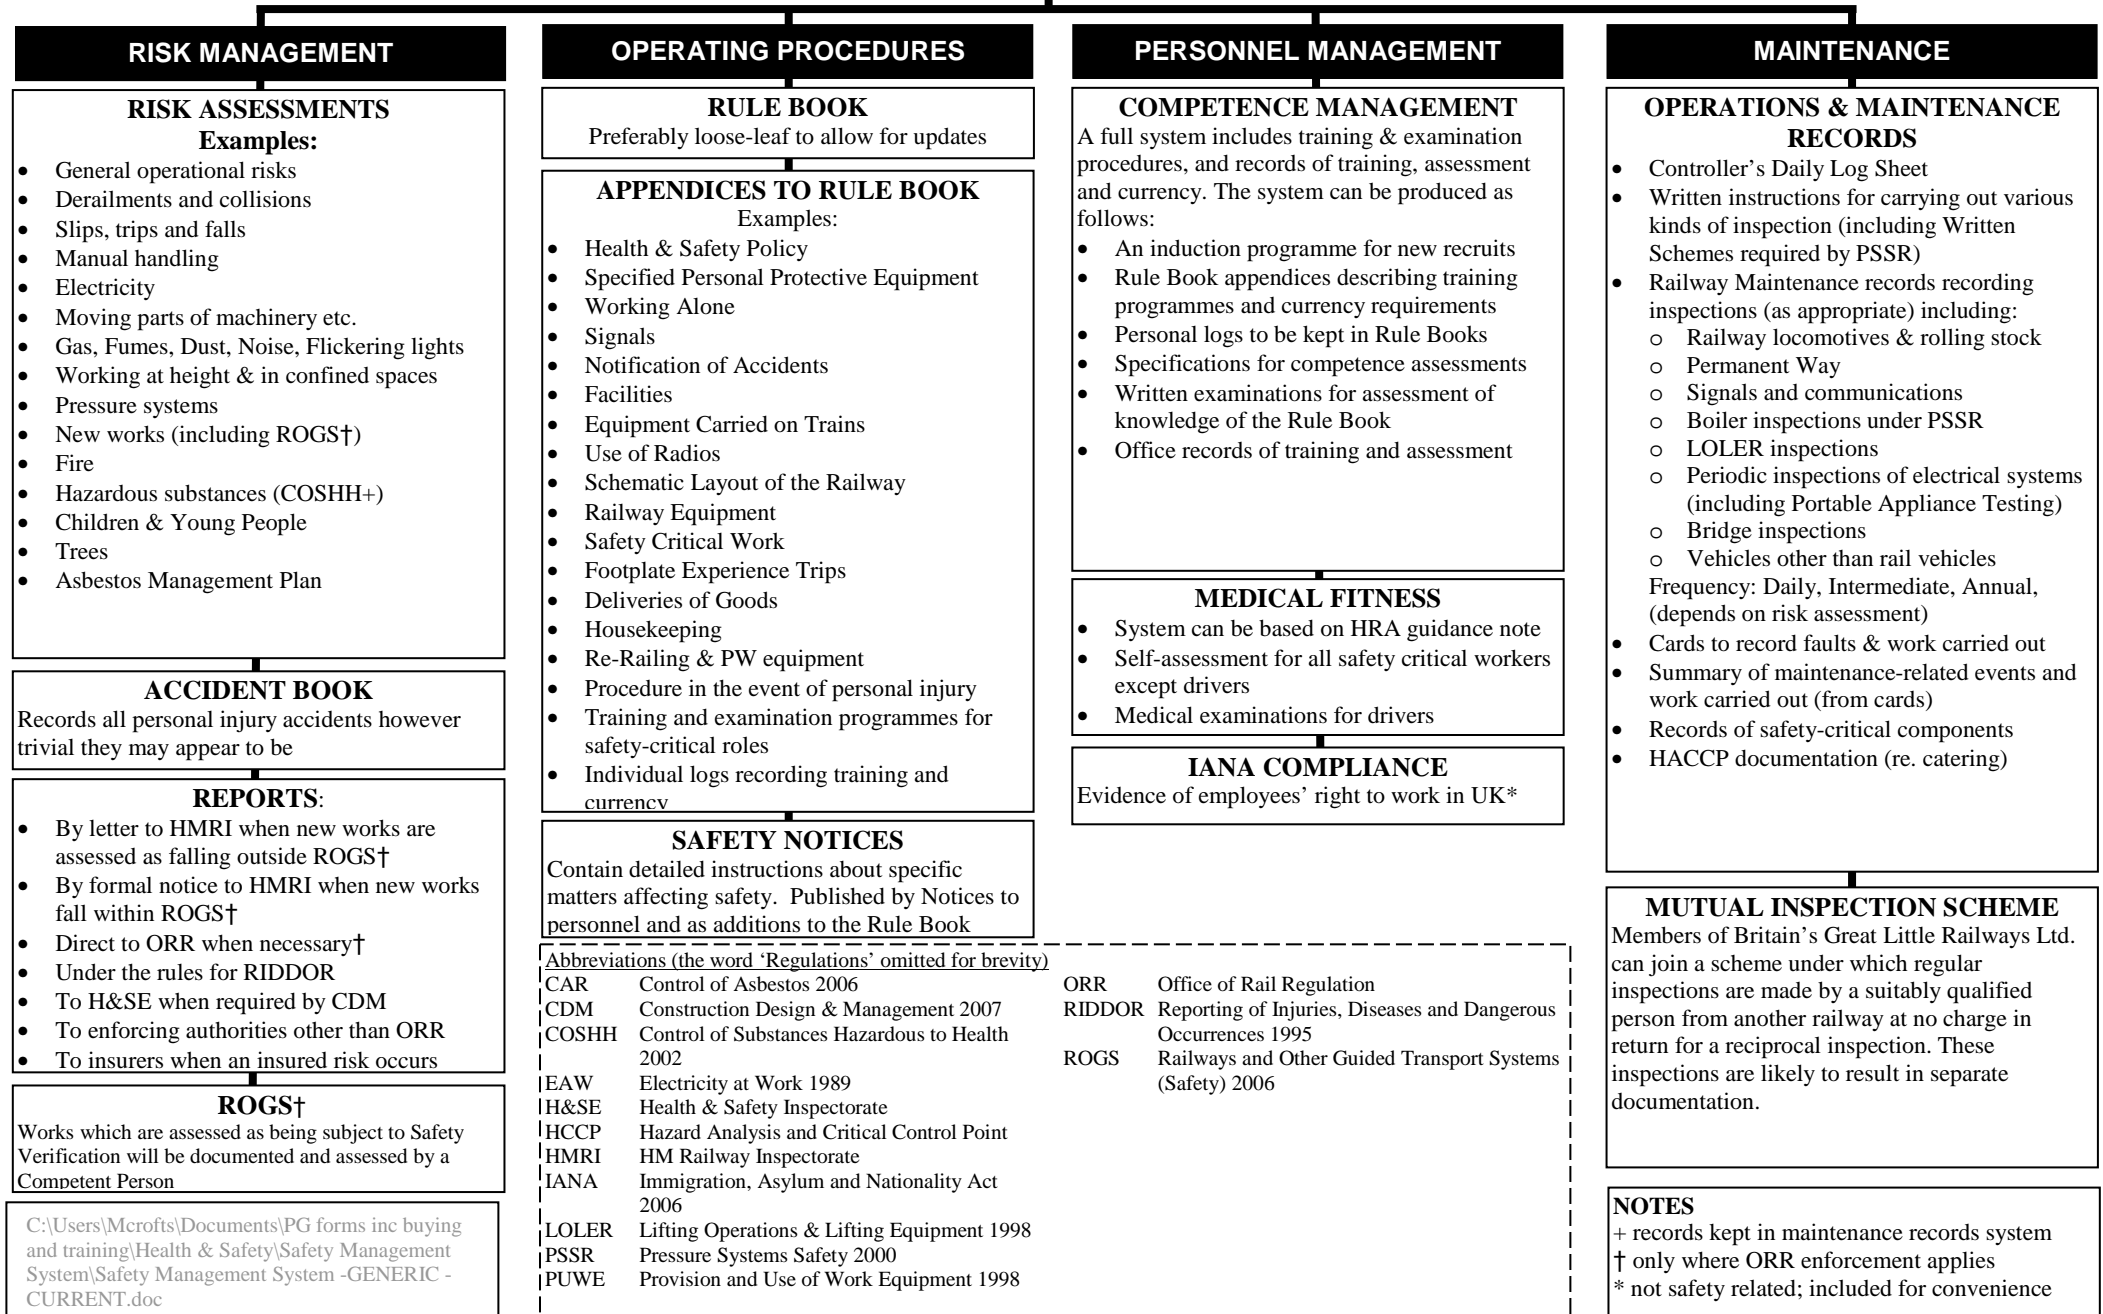 RISK MANAGEMENT
RISK ASSESSMENTS
Examples:
• General operational risks
• Derailments and collisions
• Slips, trips and falls
• Manual handling
• Electricity
• Moving parts of machinery etc.
• Gas, Fumes, Dust, Noise, Flickering lights
• Working at height & in confined spaces
• Pressure systems
• New works (including ROGS†)
• Fire
• Hazardous substances (COSHH+)
• Children & Young People
• Trees
• Asbestos Management Plan
ACCIDENT BOOK
Records all personal injury accidents however
trivial they may appear to be
REPORTS:
• By letter to HMRI when new works are
assessed as falling outside ROGS†
• By formal notice to HMRI when new works
fall within ROGS†
• Direct to ORR when necessary†
• Under the rules for RIDDOR
• To H&SE when required by CDM
• To enforcing authorities other than ORR
• To insurers when an insured risk occurs
ROGS†
Works which are assessed as being subject to Safety
Verification will be documented and assessed by a
Competent Person
C:\Users\Mcrofts\Documents\PG forms inc buying
and training\Health & Safety\Safety Management
System\Safety Management System -GENERIC -
CURRENT.doc
OPERATING PROCEDURES
RULE BOOK
Preferably loose-leaf to allow for updates
APPENDICES TO RULE BOOK
Examples:
• Health & Safety Policy
• Specified Personal Protective Equipment
• Working Alone
• Signals
• Notification of Accidents
• Facilities
• Equipment Carried on Trains
• Use of Radios
• Schematic Layout of the Railway
• Railway Equipment
• Safety Critical Work
• Footplate Experience Trips
• Deliveries of Goods
• Housekeeping
• Re-Railing & PW equipment
• Procedure in the event of personal injury
• Training and examination programmes for
safety-critical roles
• Individual logs recording training and
currency
SAFETY NOTICES
Contain detailed instructions about specific
matters affecting safety. Published by Notices to
personnel and as additions to the Rule Book
PERSONNEL MANAGEMENT
COMPETENCE MANAGEMENT
A full system includes training & examination
procedures, and records of training, assessment
and currency. The system can be produced as
follows:
• An induction programme for new recruits
• Rule Book appendices describing training
programmes and currency requirements
• Personal logs to be kept in Rule Books
• Specifications for competence assessments
• Written examinations for assessment of
knowledge of the Rule Book
• Office records of training and assessment
MEDICAL FITNESS
• System can be based on HRA guidance note
• Self-assessment for all safety critical workers
except drivers
• Medical examinations for drivers
IANA COMPLIANCE
Evidence of employees’ right to work in UK*
Abbreviations (the word ‘Regulations’ omitted for brevity)
CAR Control of Asbestos 2006
CDM Construction Design & Management 2007
COSHH Control of Substances Hazardous to Health
2002
EAW Electricity at Work 1989
H&SE Health & Safety Inspectorate
HCCP Hazard Analysis and Critical Control Point
HMRI HM Railway Inspectorate
IANA Immigration, Asylum and Nationality Act
2006
LOLER Lifting Operations & Lifting Equipment 1998
PSSR Pressure Systems Safety 2000
PUWE Provision and Use of Work Equipment 1998
ORR Office of Rail Regulation
RIDDOR Reporting of Injuries, Diseases and Dangerous
Occurrences 1995
ROGS Railways and Other Guided Transport Systems
(Safety) 2006
MAINTENANCE
OPERATIONS & MAINTENANCE
RECORDS
• Controller’s Daily Log Sheet
• Written instructions for carrying out various
kinds of inspection (including Written
Schemes required by PSSR)
• Railway Maintenance records recording
inspections (as appropriate) including:
o Railway locomotives & rolling stock
o Permanent Way
o Signals and communications
o Boiler inspections under PSSR
o LOLER inspections
o Periodic inspections of electrical systems
(including Portable Appliance Testing)
o Bridge inspections
o Vehicles other than rail vehicles
Frequency: Daily, Intermediate, Annual,
(depends on risk assessment)
• Cards to record faults & work carried out
• Summary of maintenance-related events and
work carried out (from cards)
• Records of safety-critical components
• HACCP documentation (re. catering)
MUTUAL INSPECTION SCHEME
Members of Britain’s Great Little Railways Ltd.
can join a scheme under which regular
inspections are made by a suitably qualified
person from another railway at no charge in
return for a reciprocal inspection. These
inspections are likely to result in separate
documentation.
NOTES
+ records kept in maintenance records system
† only where ORR enforcement applies
* not safety related; included for convenience